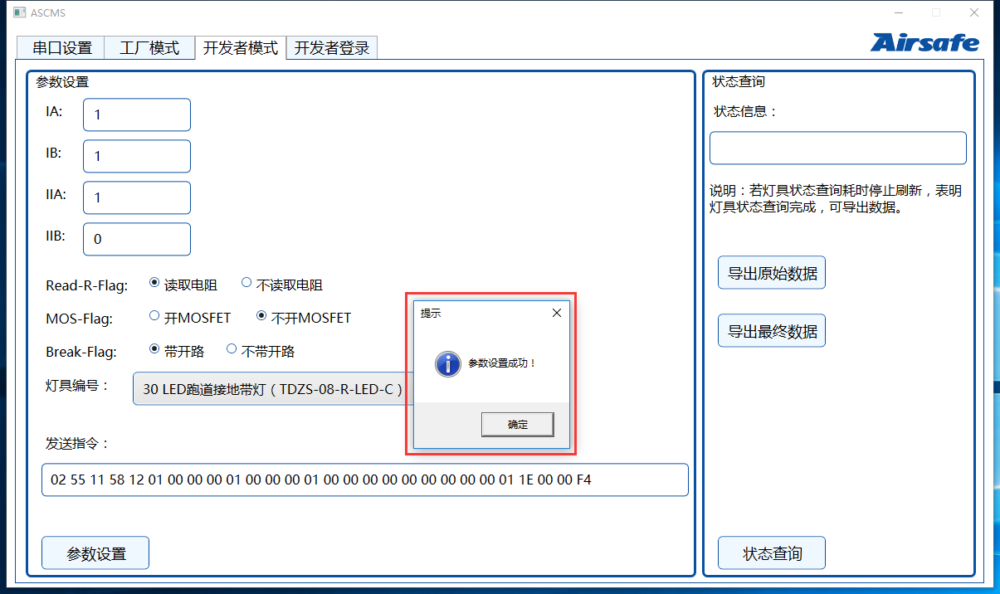 ASCMS
串口设置 工厂模式 开发者模式 开发者登录
Airsafe
参数设置
IA: 1
IB: 1
IIA: 1
IIB: 0
Read-R-Flag: 读取电阻 不读取电阻
MOS-Flag: 开MOSFET 不开MOSFET
Break-Flag: 带开路 不带开路
灯具编号：
30 LED跑道接地带灯（TDZS-08-R-LED-C）
发送指令：
02 55 11 58 12 01 00 00 00 01 00 00 00 01 00 00 00 00 00 00 00 00 00 01 1E 00 00 F4
参数设置
提示
参数设置成功！
确定
状态查询
状态信息：
说明：若灯具状态查询耗时停止刷新，表明
灯具状态查询完成，可导出数据。
导出原始数据
导出最终数据
状态查询